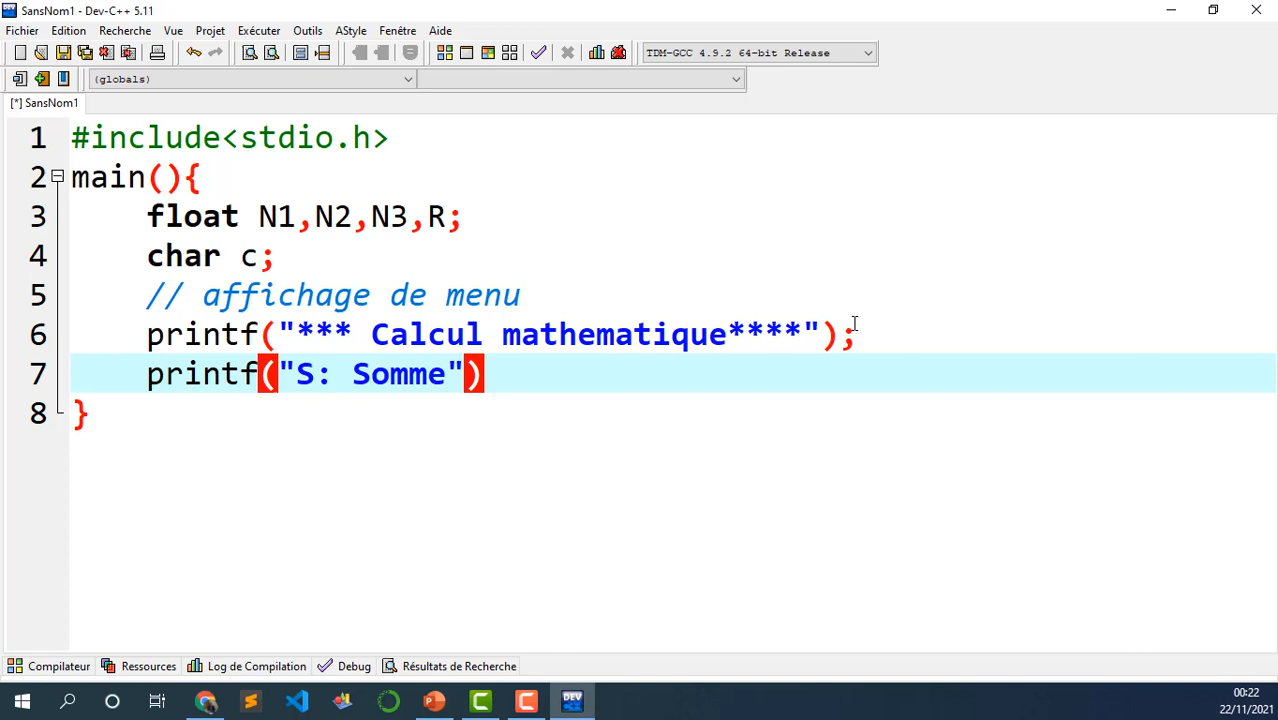 SansNom1 - Dev-C++ 5.11
Fichier Edition Recherche Vue Projet Exécuter Outils AStyle Fenêtre Aide
TDM-GCC 4.9.2 64-bit Release
(globals)
[*] SansNom1
1 #include<stdio.h>
2 main(){
3 float N1,N2,N3,R;
4 char c;
5 // affichage de menu
6 printf("*** Calcul mathematique****");
7 printf("S: Somme")
8 }
Compilateur Ressources Log de Compilation Debug Résultats de Recherche
DEV
00:22
22/11/2021